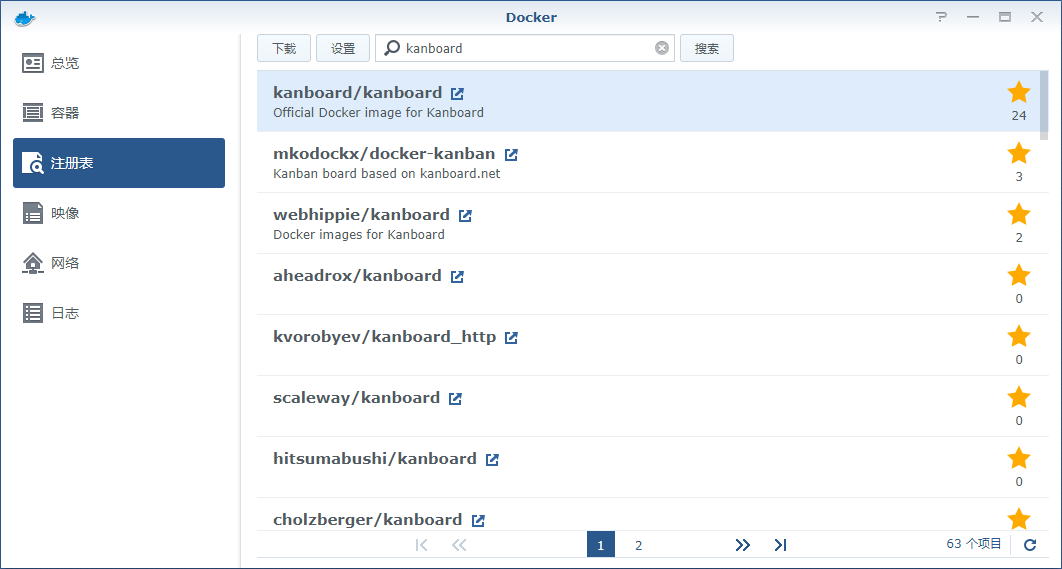 Docker
总览
容器
注册表
映像
网络
日志
下载 设置 kanboard 搜索
kanboard/kanboard
Official Docker image for Kanboard
24
mkodockx/docker-kanban
Kanban board based on kanboard.net
3
webhippie/kanboard
Docker images for Kanboard
2
aheadrox/kanboard
0
kvorobyev/kanboard_http
0
scaleway/kanboard
0
hitsumabushi/kanboard
0
cholzberger/kanboard
1 2 63 个项目